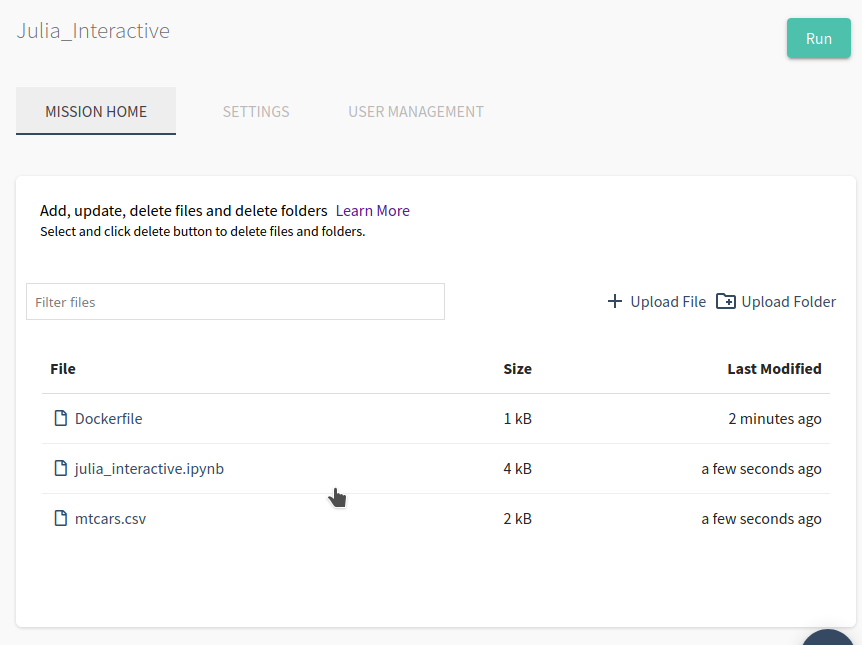 Julia_Interactive
Run
MISSION HOME SETTINGS USER MANAGEMENT
Add, update, delete files and delete folders Learn More
Select and click delete button to delete files and folders.
Filter files
Upload File Upload Folder
File Size Last Modified
Dockerfile 1 kB 2 minutes ago
julia_interactive.ipynb 4 kB a few seconds ago
mtcars.csv 2 kB a few seconds ago